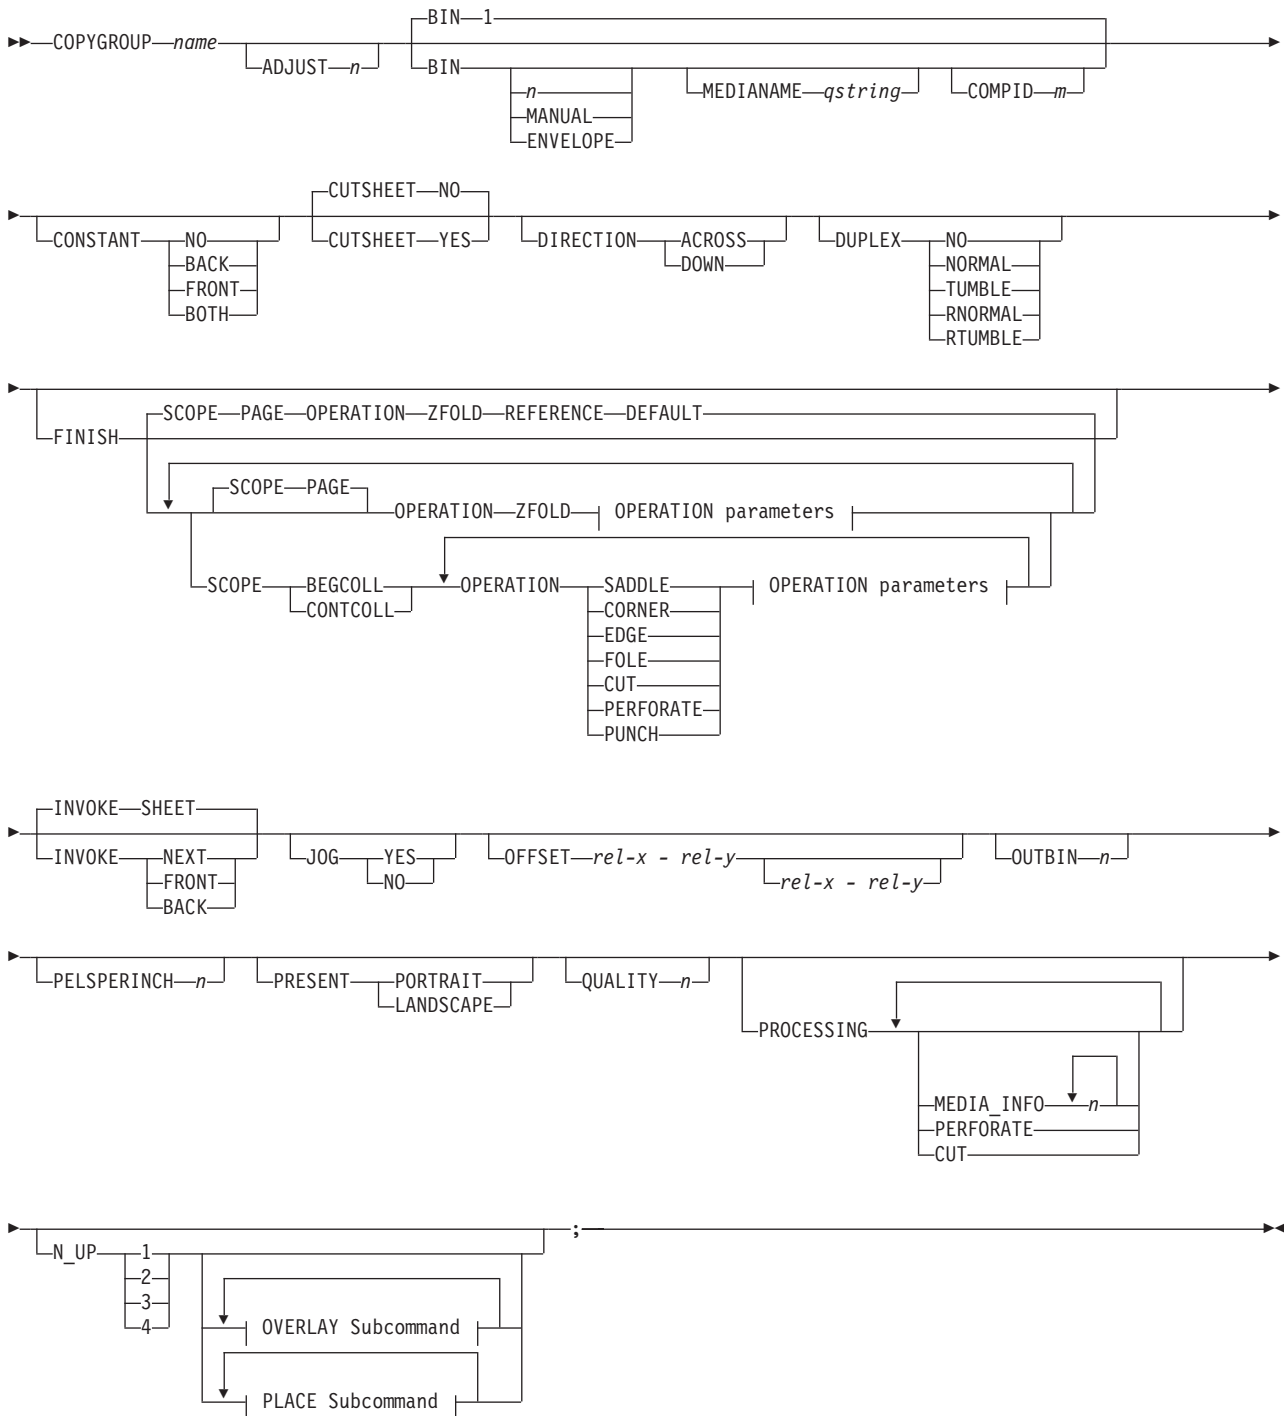 BIN 1
COPYGROUP name
ADJUST n BIN
n MEDIANAME qstring COMPID m
MANUAL
ENVELOPE
CUTSHEET NO
CONSTANT NO CUTSHEET YES DIRECTION ACROSS DUPLEX NO
BACK DOWN NORMAL
FRONT TUMBLE
BOTH RNORMAL
RTUMBLE
SCOPE PAGE OPERATION ZFOLD REFERENCE DEFAULT
FINISH
SCOPE PAGE
OPERATION ZFOLD OPERATION parameters
SCOPE BEGCOLL OPERATION SADDLE OPERATION parameters
CONTCOLL CORNER
EDGE
FOLE
CUT
PERFORATE
PUNCH
INVOKE SHEET
INVOKE NEXT JOG YES OFFSET rel-x - rel-y OUTBIN n
FRONT NO rel-x - rel-y
BACK
PELSPERINCH n PRESENT PORTRAIT QUALITY n
LANDSCAPE
PROCESSING
MEDIA_INFO n
PERFORATE
CUT
;
N_UP 1
2
3
4
OVERLAY Subcommand
PLACE Subcommand